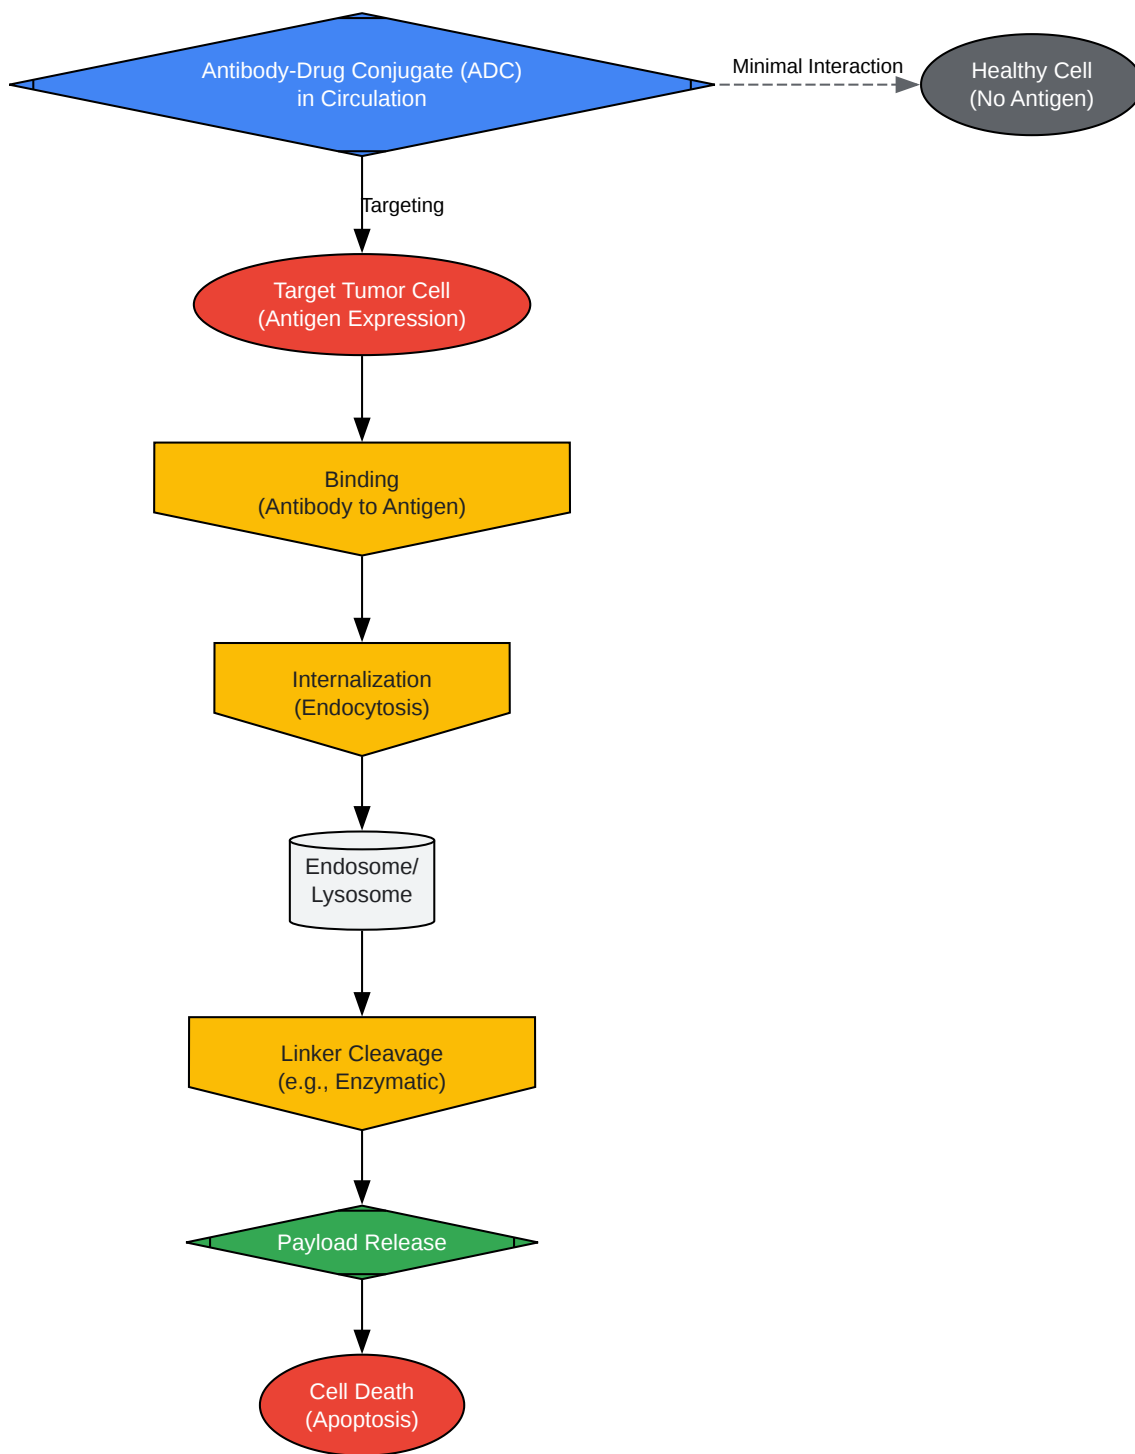 Antibody-Drug Conjugate (ADC)
in Circulation
Minimal Interaction
Healthy Cell
(No Antigen)
Targeting
Target Tumor Cell
(Antigen Expression)
Binding
(Antibody to Antigen)
Internalization
(Endocytosis)
Endosome/
Lysosome
Linker Cleavage
(e.g., Enzymatic)
Payload Release
Cell Death
(Apoptosis)